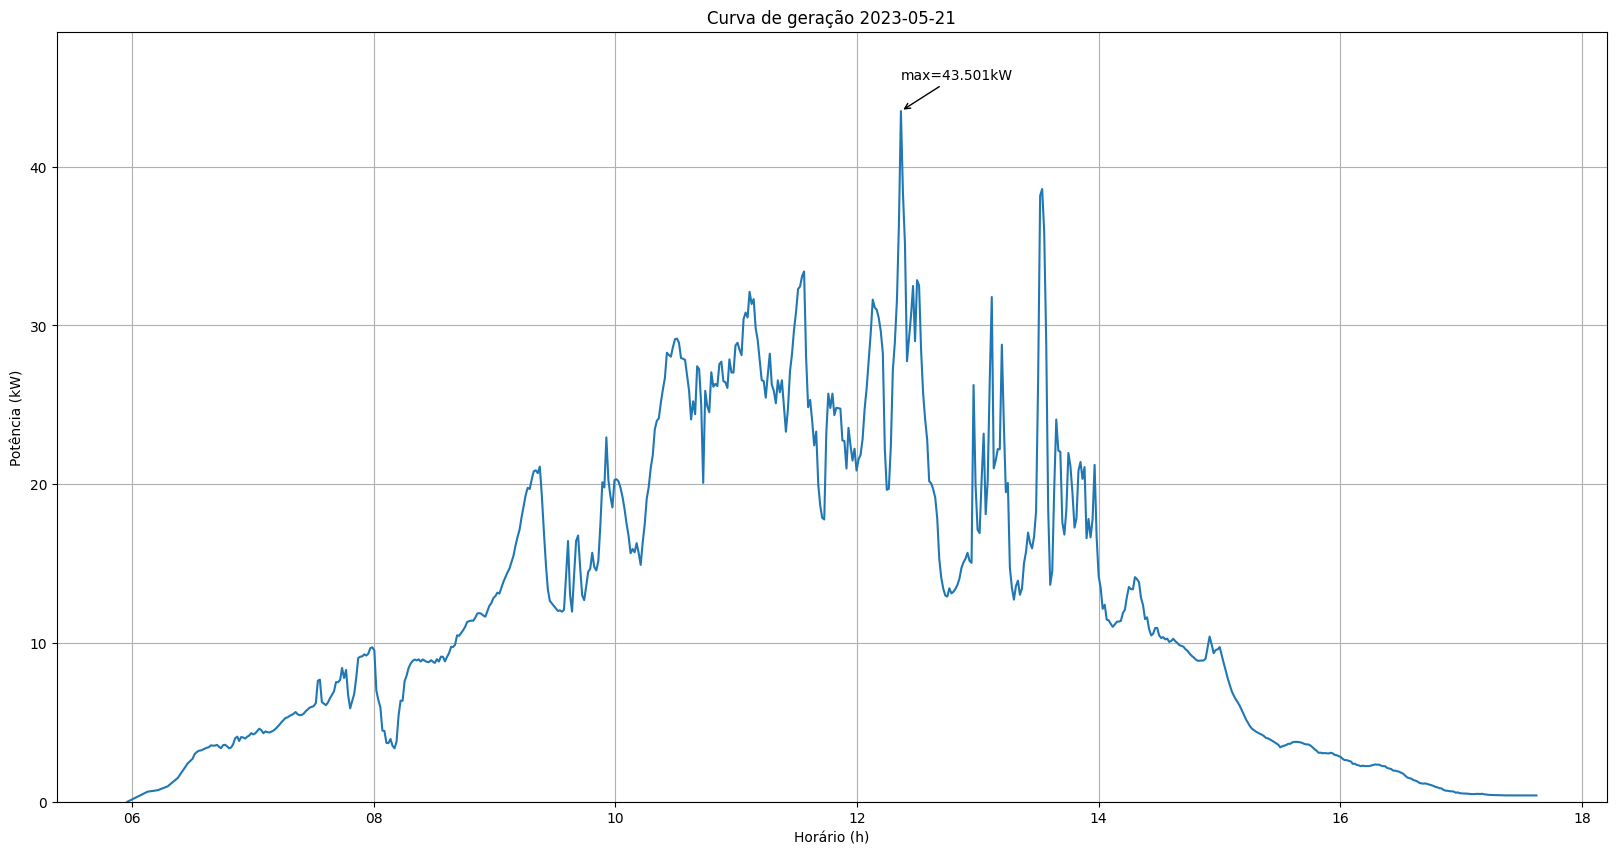 Curva de geração 2023-05-21
max=43.501kW
Potência (kW)
40
30
20
10
0
06 08 10 12 14 16 18
Horário (h)